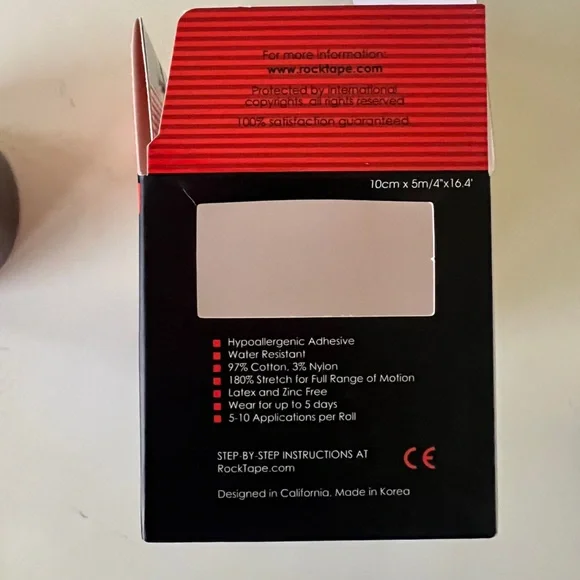 For more information:
www.rocktape.com
Protected by international
copyrights, all rights reserved
100% satisfaction guaranteed.
10cm x 5m/4"x16.4'
Hypoallergenic Adhesive
Water Resistant
97% Cotton, 3% Nylon
180% Stretch for Full Range of Motion
Latex and Zinc Free
Wear for up to 5 days
5-10 Applications per Roll
STEP-BY-STEP INSTRUCTIONS AT
RockTape.com
CE
Designed in California. Made in Korea